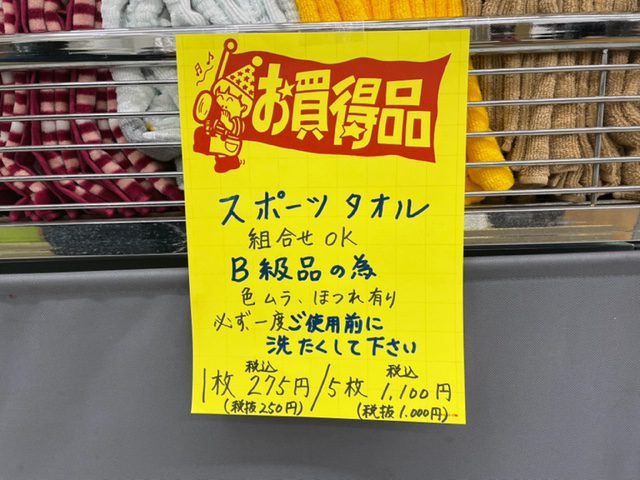 お買得品
スポーツタオル
組合せOK
B級品の為
色ムラ、ほつれ有り
必ず、一度ご使用前に
洗たくして下さい
税込 税込
1枚 275円/5枚 1,100円
(税抜250円) (税抜1.000円)